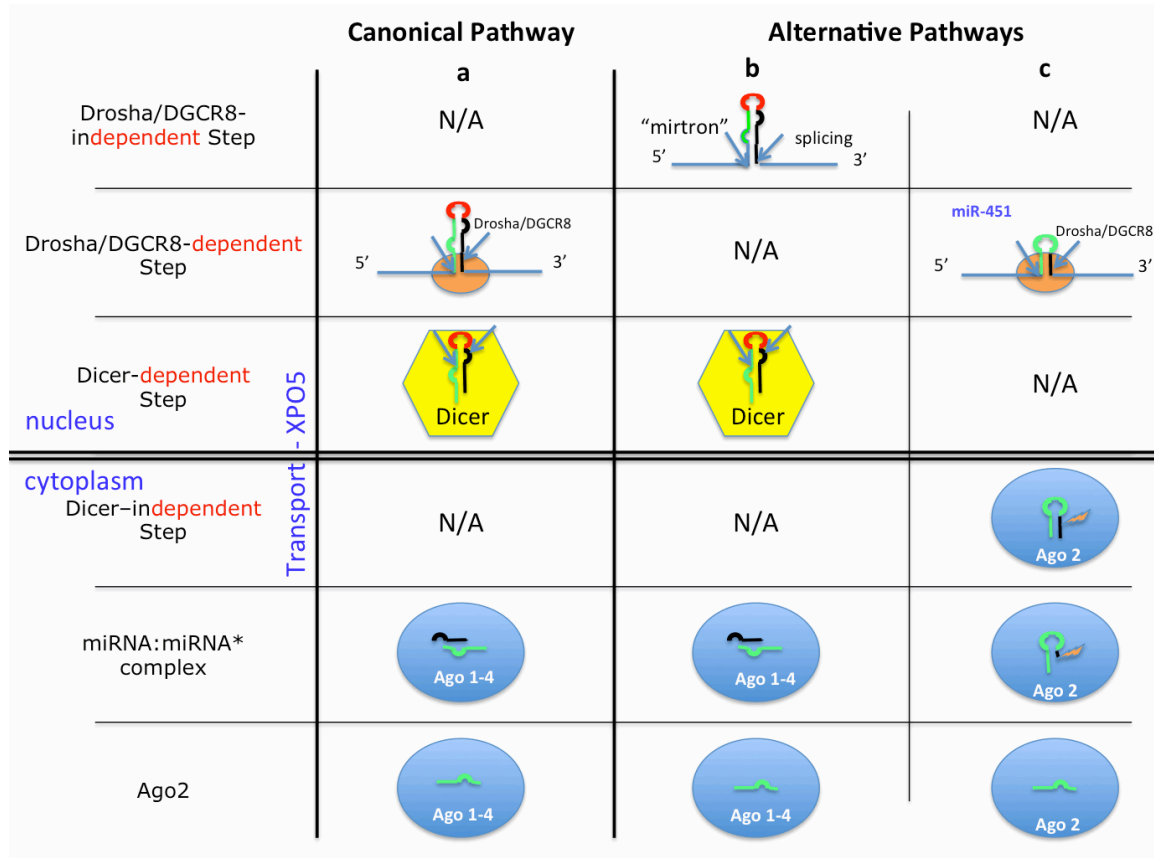 Canonical Pathway
Alternative Pathways
a
b
c
Drosha/DGCR8-
independent Step
N/A
"mirtron"
splicing
5'
3'
N/A
Drosha/DGCR8-dependent
Step
5'
Drosha/DGCR8
3'
N/A
miR-451
Drosha/DGCR8
5'
3'
Dicer-dependent
Step
nucleus
Transport - XPO5
Dicer
Dicer
N/A
cytoplasm
Dicer–independent
Step
N/A
N/A
Ago 2
miRNA:miRNA*
complex
Ago 1-4
Ago 1-4
Ago 2
Ago2
Ago 1-4
Ago 1-4
Ago 2